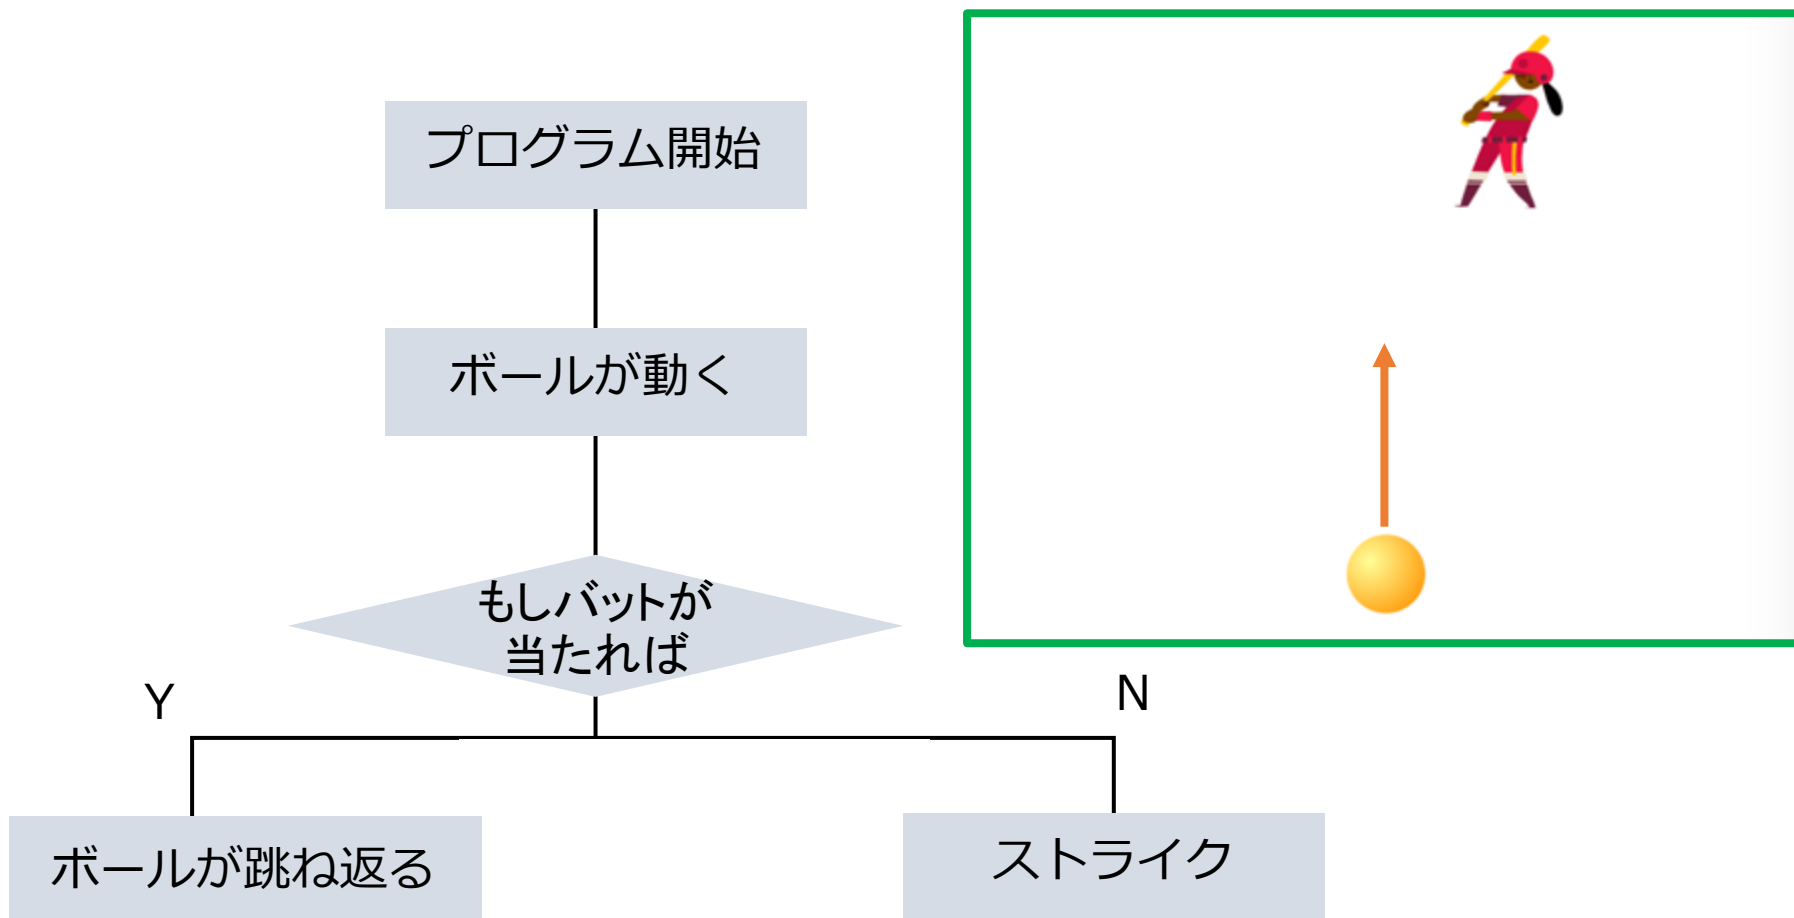 プログラム開始
ボールが動く
もしバットが
当たれば
Y
N
ボールが跳ね返る
ストライク